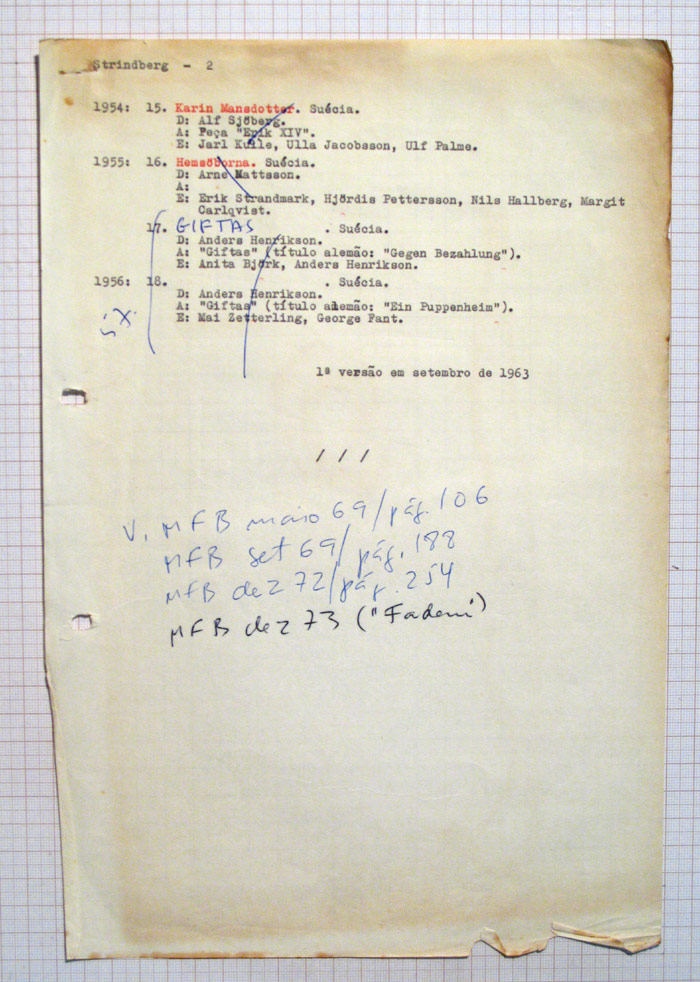 Strindberg - 2
1954: 15. Karin Mansdotter. Suécia.
D: Alf Sjöberg.
A: Peça "Erik XIV".
E: Jarl Kulle, Ulla Jacobsson, Ulf Palme.
1955: 16. Hemsöborna. Suécia.
D: Arne Mattsson.
A:
E: Erik Strandmark, Hjördis Pettersson, Nils Hallberg, Margit
Carlqvist.
17. GIFTAS . Suécia.
D: Anders Henrikson.
A: "Giftas" (título alemão: "Gegen Bezahlung").
E: Anita Björk, Anders Henrikson.
1956: 18. . Suécia.
D: Anders Henrikson.
A: "Giftas" (título alemão: "Ein Puppenheim").
E: Mai Zetterling, George Fant.
1ª versão em setembro de 1963
/ / /
V. MFB maio 69/pág. 106
MFB set 69/pág. 188
MFB dez 72/pág. 254
MFB dez 73 ("Fadern")